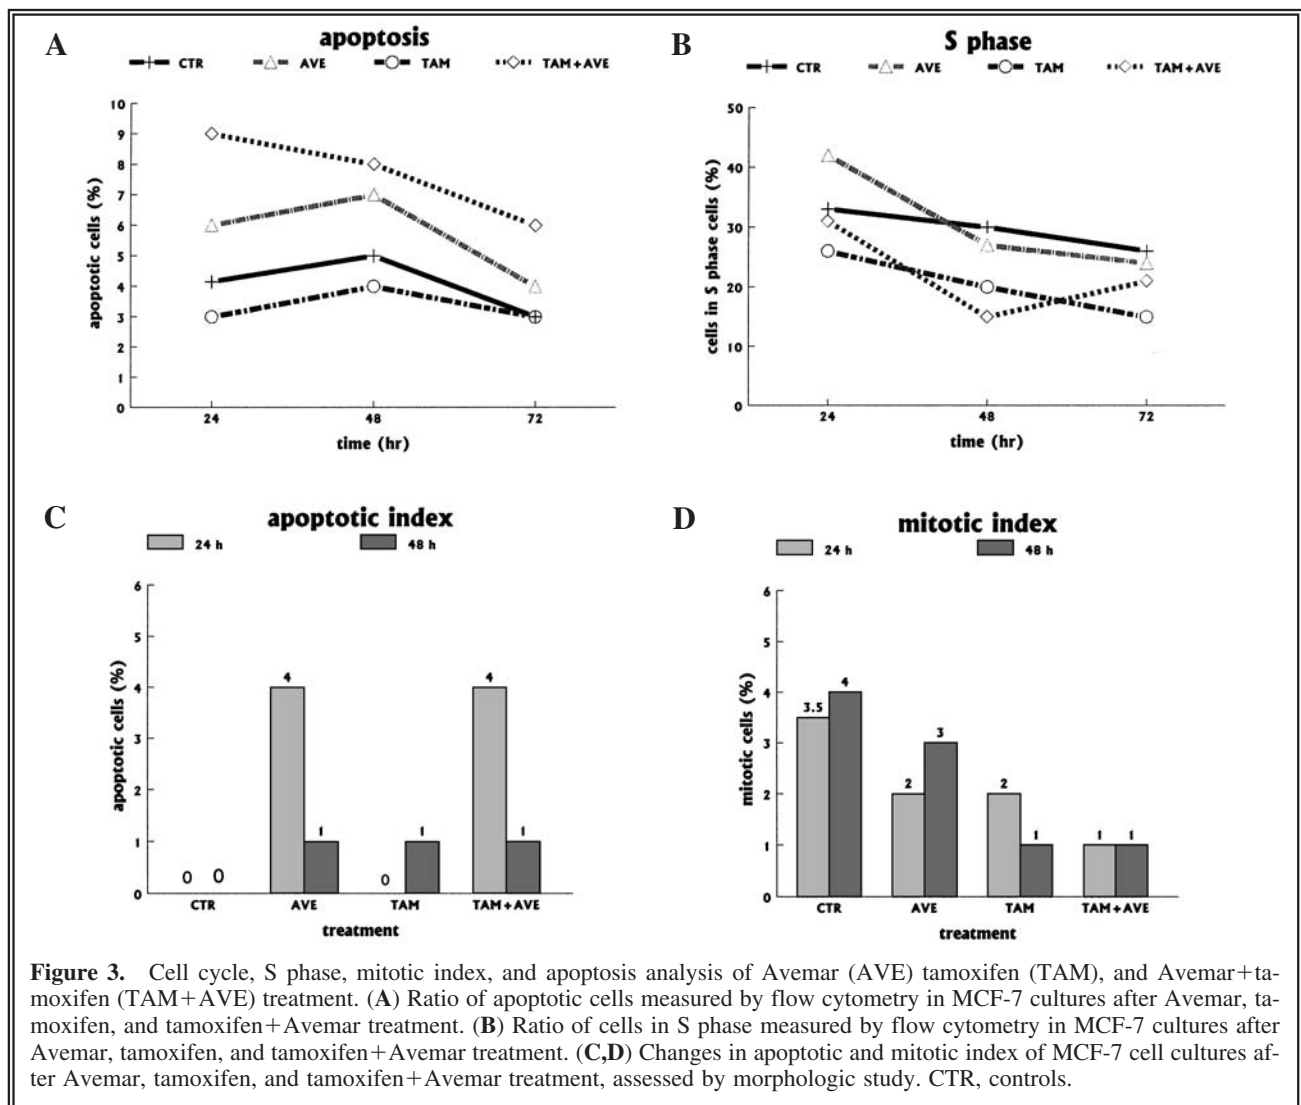 A
apoptosis
CTR AVE TAM TAM+AVE
apoptotic cells (%)
10
9
8
7
6
5
4
3
2
1
0
24 48 72
time (hr)
B
S phase
CTR AVE TAM TAM+AVE
cells in S phase cells (%)
50
40
30
20
10
0
24 48 72
time (hr)
C
apoptotic index
24 h 48 h
apoptotic cells (%)
6
5
4
3
2
1
0
0 0 4 1 0 1 4 1
CTR AVE TAM TAM+AVE
treatment
D
mitotic index
24 h 48 h
mitotic cells (%)
6
5
4
3
2
1
0
3.5 4 2 3 2 1 1 1
CTR AVE TAM TAM+AVE
treatment
Figure 3. Cell cycle, S phase, mitotic index, and apoptosis analysis of Avemar (AVE) tamoxifen (TAM), and Avemar+ta-
moxifen (TAM+AVE) treatment. (A) Ratio of apoptotic cells measured by flow cytometry in MCF-7 cultures after Avemar, ta-
moxifen, and tamoxifen+Avemar treatment. (B) Ratio of cells in S phase measured by flow cytometry in MCF-7 cultures after
Avemar, tamoxifen, and tamoxifen+Avemar treatment. (C,D) Changes in apoptotic and mitotic index of MCF-7 cell cultures af-
ter Avemar, tamoxifen, and tamoxifen+Avemar treatment, assessed by morphologic study. CTR, controls.